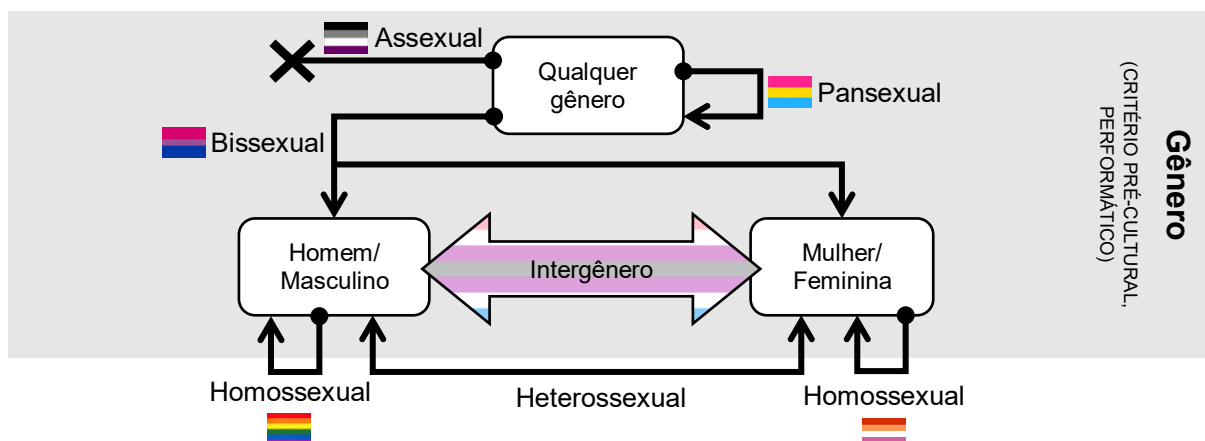 Assexual
Qualquer
gênero
Pansexual
Bissexual
Homem/
Masculino
Intergênero
Mulher/
Feminina
Homossexual
Heterossexual
Homossexual
Gênero
(CRITÉRIO PRÉ-CULTURAL,
PERFORMÁTICO)